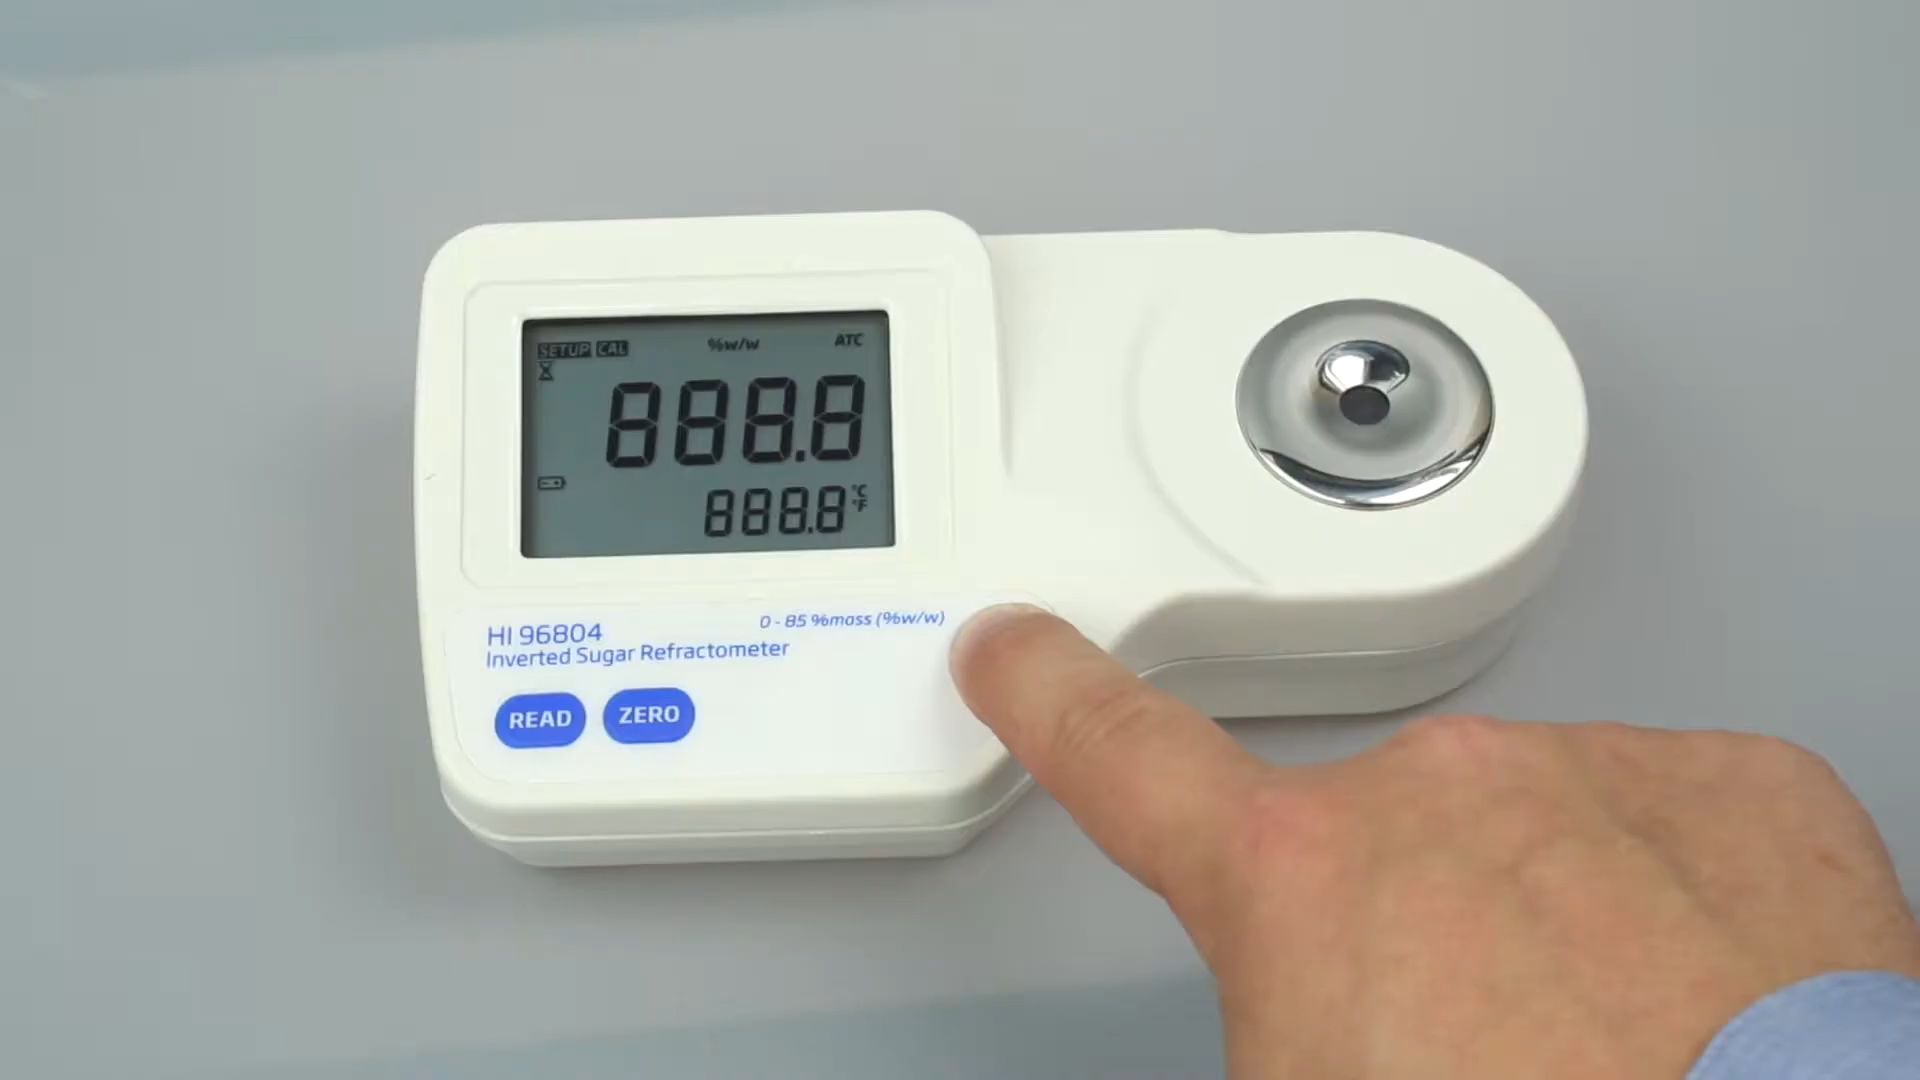 SETUP CAL %w/w ATC
888.8
888.8 °C
°F
0 - 85 %mass (%w/w)
HI 96804
Inverted Sugar Refractometer
READ ZERO